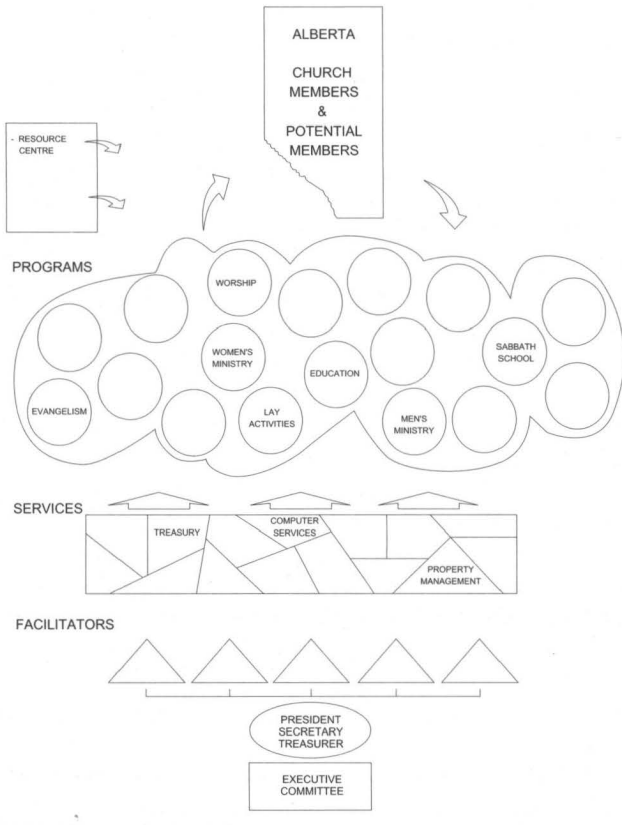 ALBERTA
CHURCH
MEMBERS
&
POTENTIAL
MEMBERS
- RESOURCE
CENTRE
PROGRAMS
WORSHIP
WOMEN'S
MINISTRY
EDUCATION
SABBATH
SCHOOL
EVANGELISM
LAY
ACTIVITIES
MEN'S
MINISTRY
SERVICES
TREASURY
COMPUTER
SERVICES
PROPERTY
MANAGEMENT
FACILITATORS
PRESIDENT
SECRETARY
TREASURER
EXECUTIVE
COMMITTEE